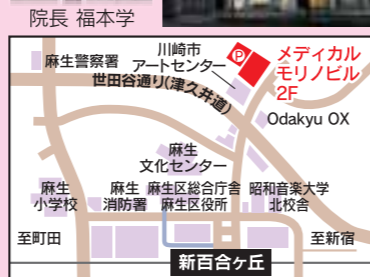 院長 福本学
川崎市
アートセンター
P
メディカル
モリノビル
2F
麻生警察署
世田谷通り(津久井道)
Odakyu OX
麻生
文化センター
麻生
小学校
麻生
消防署
麻生区総合庁舎
麻生区役所
昭和音楽大学
北校舎
至町田
至新宿
新百合ヶ丘